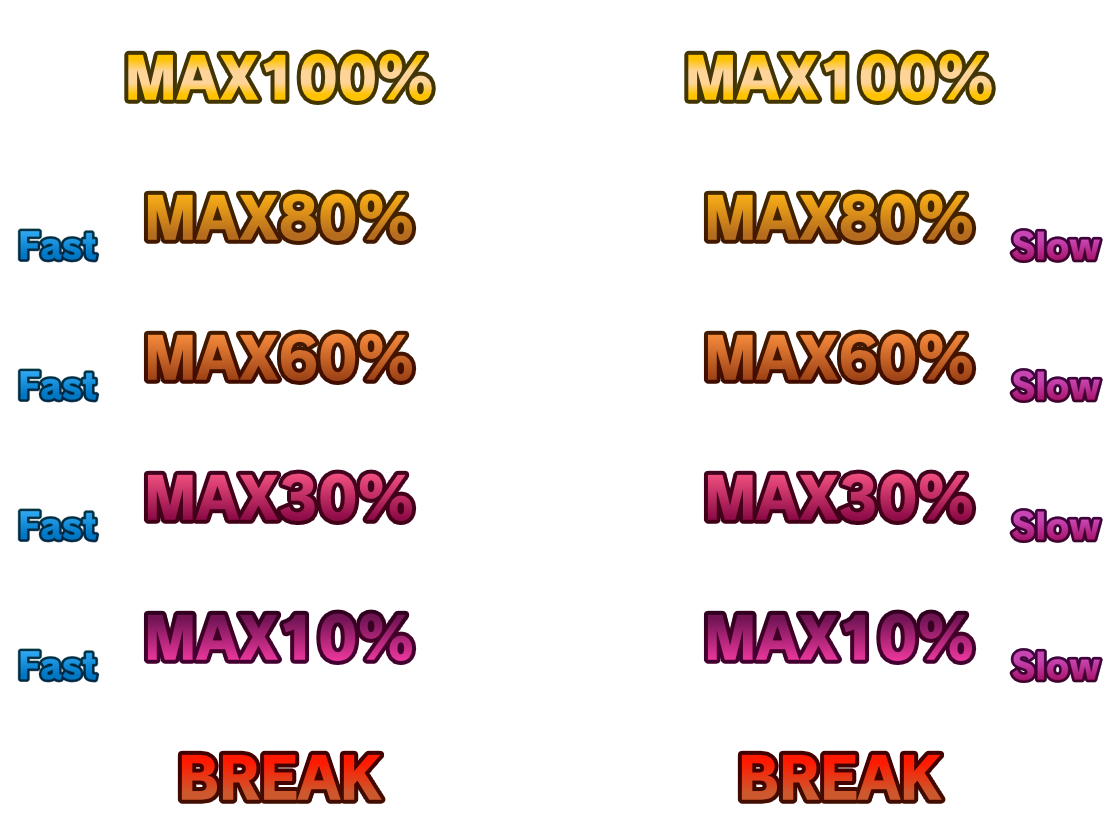 MAX100% MAX100%
MAX80% MAX80%
Fast Slow
MAX60% MAX60%
Fast Slow
MAX30% MAX30%
Fast Slow
MAX10% MAX10%
Fast Slow
BREAK BREAK